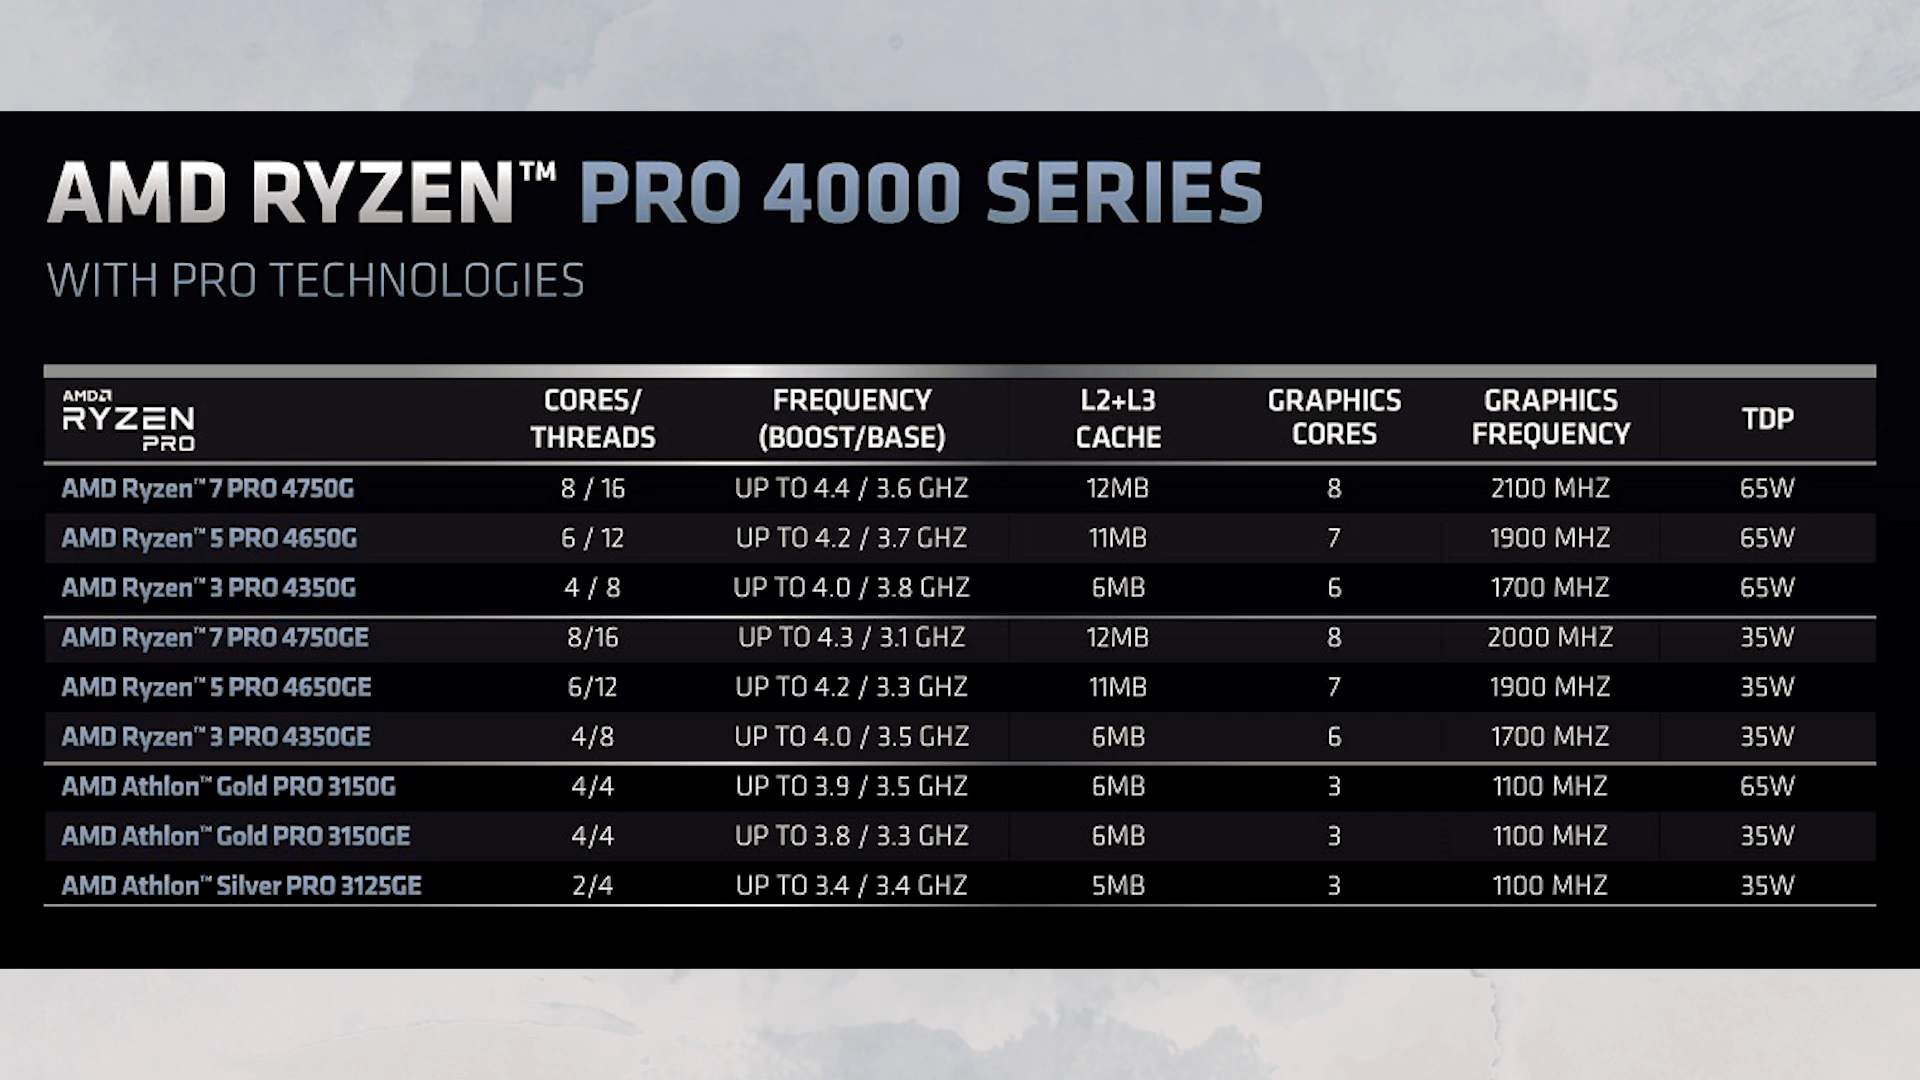 AMD RYZEN™ PRO 4000 SERIES
WITH PRO TECHNOLOGIES
AMD RYZEN PRO CORES/ THREADS FREQUENCY (BOOST/BASE) L2+L3 CACHE GRAPHICS CORES GRAPHICS FREQUENCY TDP
AMD Ryzen™ 7 PRO 4750G 8 / 16 UP TO 4.4 / 3.6 GHZ 12MB 8 2100 MHZ 65W
AMD Ryzen™ 5 PRO 4650G 6 / 12 UP TO 4.2 / 3.7 GHZ 11MB 7 1900 MHZ 65W
AMD Ryzen™ 3 PRO 4350G 4 / 8 UP TO 4.0 / 3.8 GHZ 6MB 6 1700 MHZ 65W
AMD Ryzen™ 7 PRO 4750GE 8/16 UP TO 4.3 / 3.1 GHZ 12MB 8 2000 MHZ 35W
AMD Ryzen™ 5 PRO 4650GE 6/12 UP TO 4.2 / 3.3 GHZ 11MB 7 1900 MHZ 35W
AMD Ryzen™ 3 PRO 4350GE 4/8 UP TO 4.0 / 3.5 GHZ 6MB 6 1700 MHZ 35W
AMD Athlon™ Gold PRO 3150G 4/4 UP TO 3.9 / 3.5 GHZ 6MB 3 1100 MHZ 65W
AMD Athlon™ Gold PRO 3150GE 4/4 UP TO 3.8 / 3.3 GHZ 6MB 3 1100 MHZ 35W
AMD Athlon™ Silver PRO 3125GE 2/4 UP TO 3.4 / 3.4 GHZ 5MB 3 1100 MHZ 35W